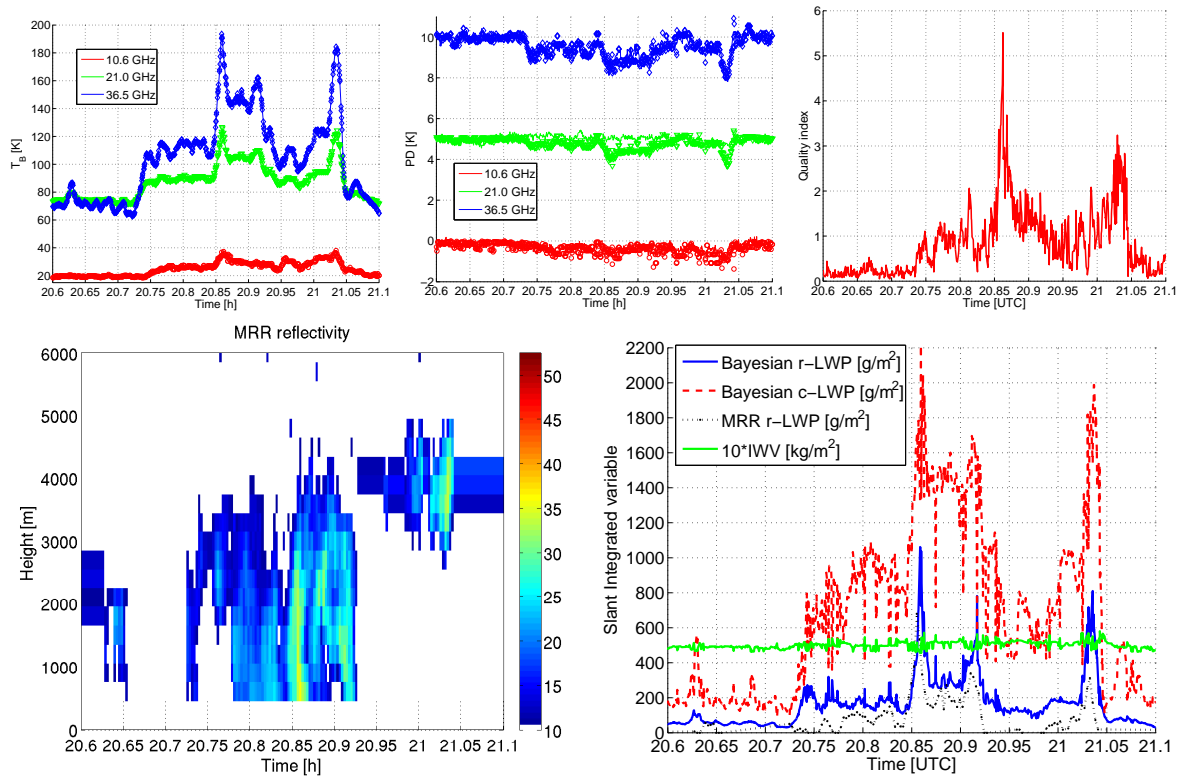 200
180
160
140
120
100
80
60
40
20
T_B [K]
10.6 GHz
21.0 GHz
36.5 GHz
20.6 20.65 20.7 20.75 20.8 20.85 20.9 20.95 21 21.05 21.1
Time [h]
10
8
6
4
2
0
−2
PD [K]
10.6 GHz
21.0 GHz
36.5 GHz
20.6 20.65 20.7 20.75 20.8 20.85 20.9 20.95 21 21.05 21.1
Time [h]
6
5
4
3
2
1
0
Quality index
20.6 20.65 20.7 20.75 20.8 20.85 20.9 20.95 21 21.05 21.1
Time [UTC]
MRR reflectivity
6000
5000
4000
3000
2000
1000
0
Height [m]
20.6 20.65 20.7 20.75 20.8 20.85 20.9 20.95 21 21.05 21.1
Time [h]
50
45
40
35
30
25
20
15
10
2200
2000
1800
1600
1400
1200
1000
800
600
400
200
0
Slant Integrated variable
Bayesian r−LWP [g/m²]
Bayesian c−LWP [g/m²]
MRR r−LWP [g/m²]
10*IWV [kg/m²]
20.6 20.65 20.7 20.75 20.8 20.85 20.9 20.95 21 21.05 21.1
Time [UTC]